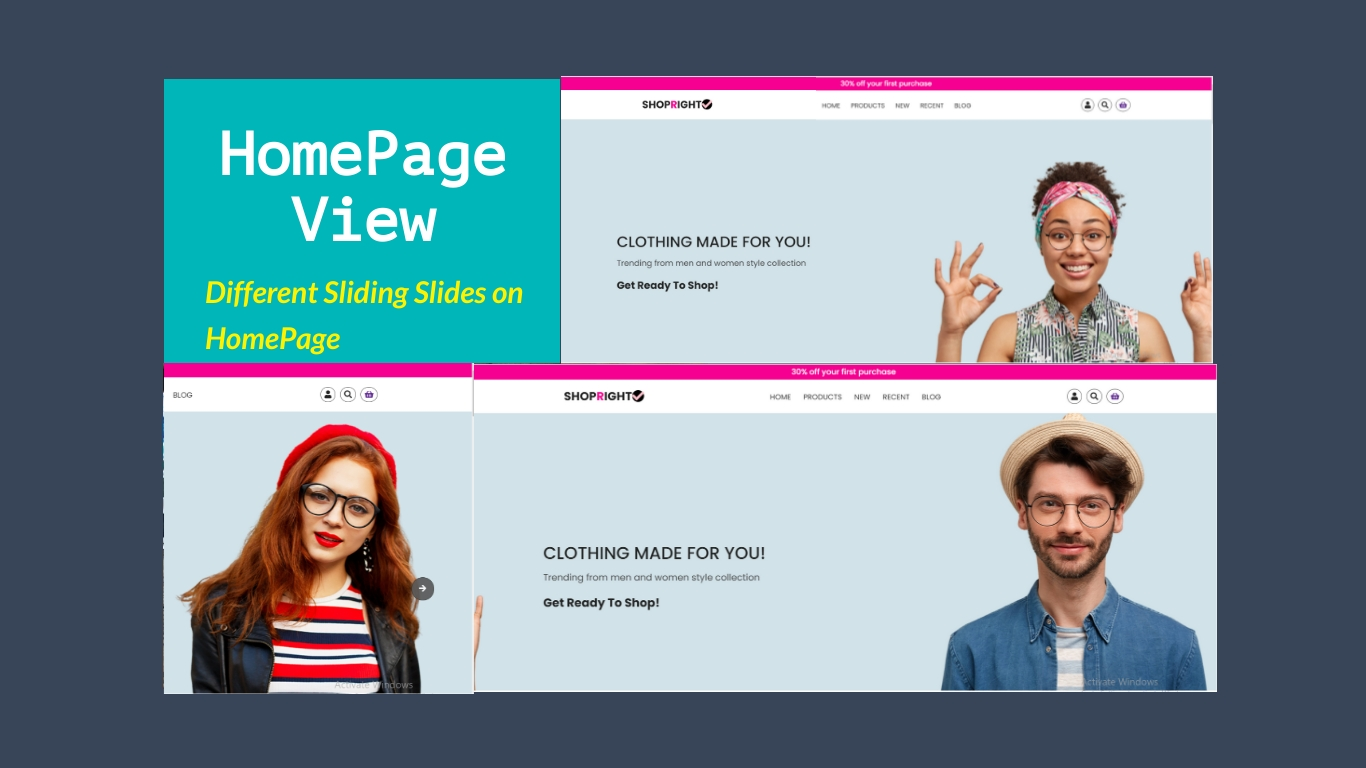 HomePage
View
Different Sliding Slides on
HomePage
30% off your first purchase
SHOPRIGHT
HOME PRODUCTS NEW RECENT BLOG
CLOTHING MADE FOR YOU!
Trending from men and women style collection
Get Ready To Shop!
BLOG
Activate Windows
30% off your first purchase
SHOPRIGHT
HOME PRODUCTS NEW RECENT BLOG
CLOTHING MADE FOR YOU!
Trending from men and women style collection
Get Ready To Shop!
Activate Windows